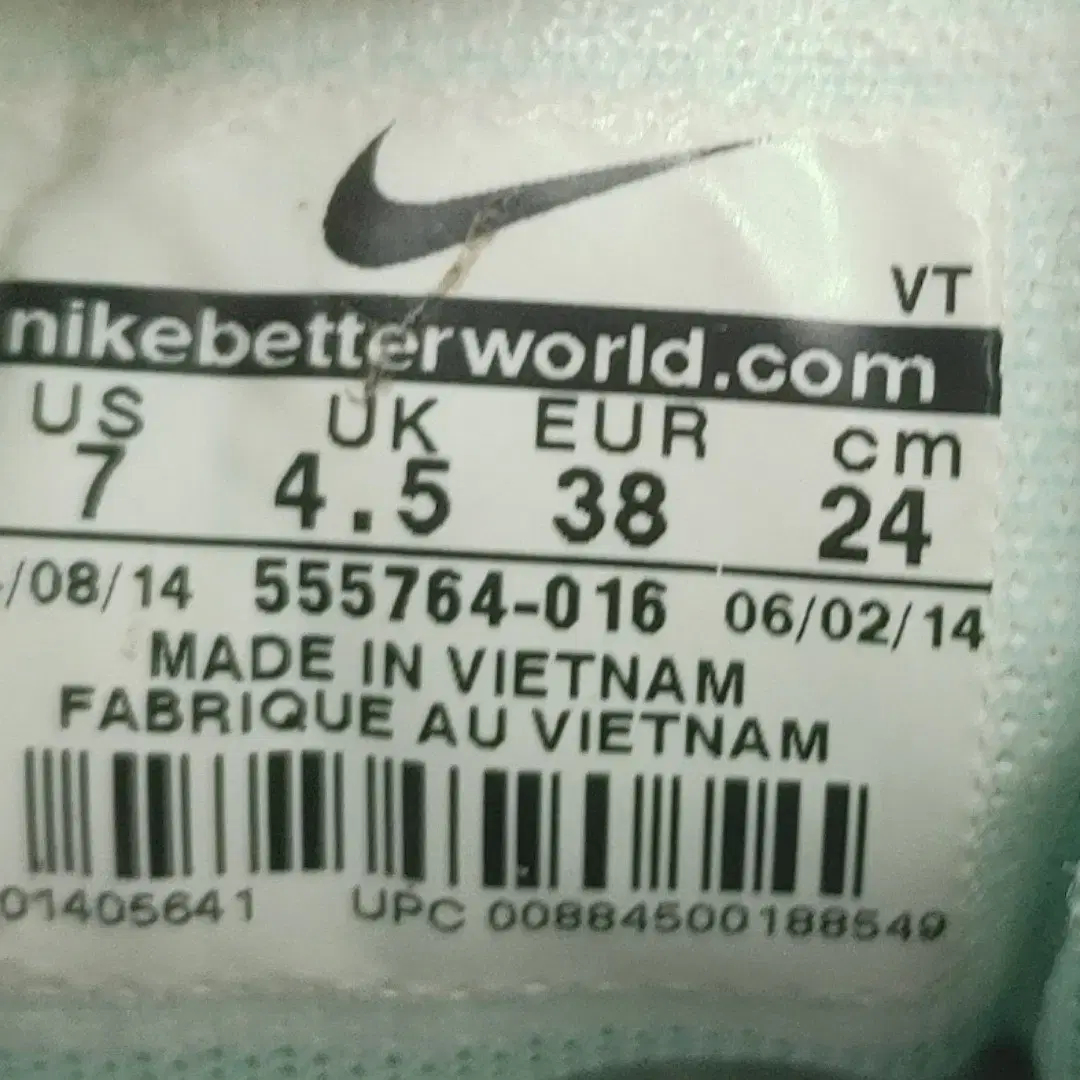 VT
nikebetterworld.com
US UK EUR cm
7 4.5 38 24
/08/14 555764-016 06/02/14
MADE IN VIETNAM
FABRIQUE AU VIETNAM
01405641 UPC 00884500188549